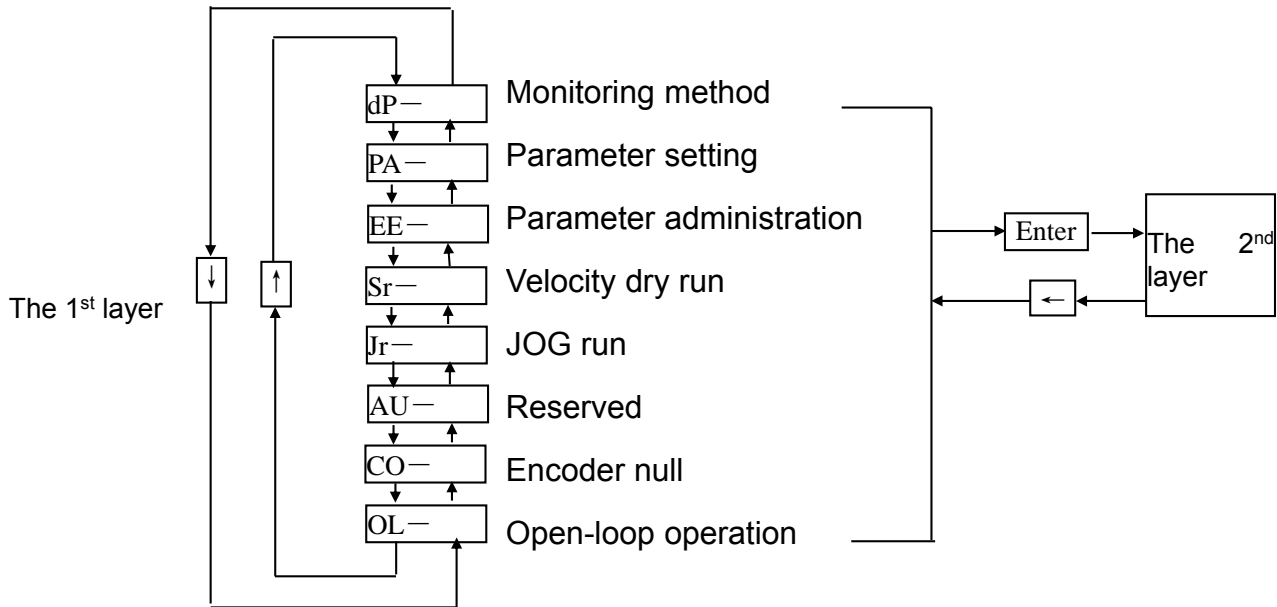 dP－ Monitoring method
PA－ Parameter setting
EE－ Parameter administration
Sr－ Velocity dry run
Jr－ JOG run
AU－ Reserved
CO－ Encoder null
OL－ Open-loop operation
The 1st layer
↓
↑
Enter
←
The 2nd
layer